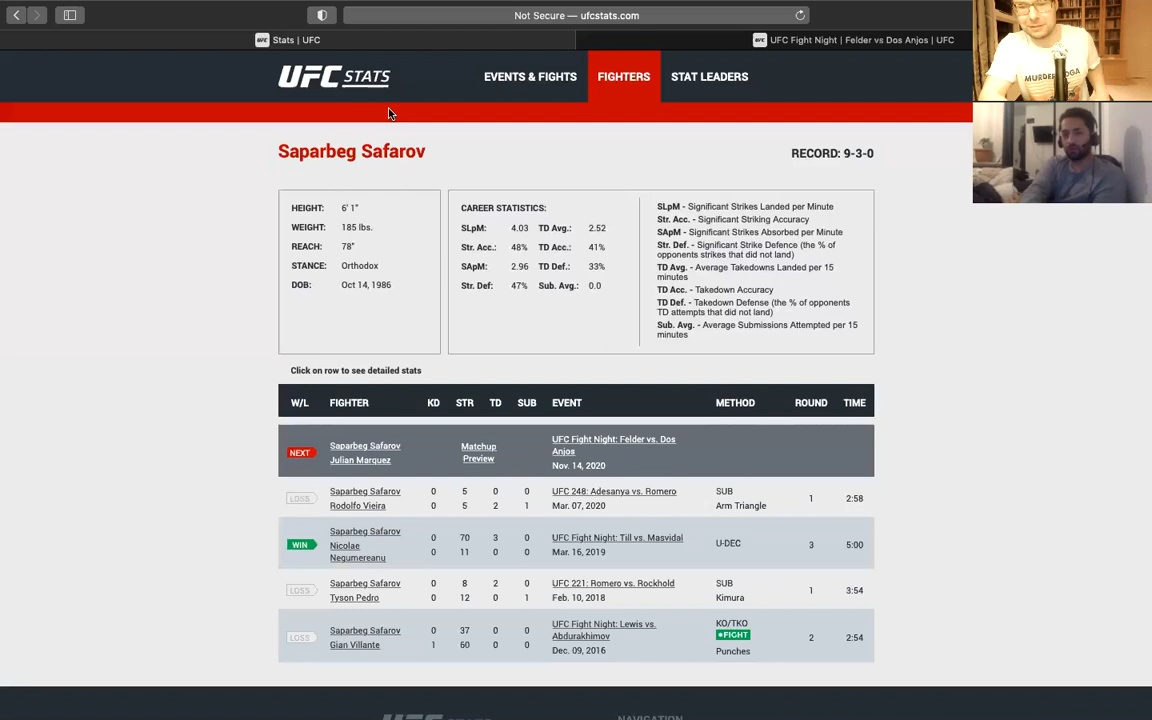 Not Secure — ufcstats.com
Stats | UFC
UFC Fight Night | Felder vs Dos Anjos | UFC
UFC STATS
EVENTS & FIGHTS
FIGHTERS
STAT LEADERS
Saparbeg Safarov
RECORD: 9-3-0
HEIGHT: 6' 1"
WEIGHT: 185 lbs.
REACH: 78"
STANCE: Orthodox
DOB: Oct 14, 1986
CAREER STATISTICS:
SLpM: 4.03 TD Avg.: 2.52
Str. Acc.: 48% TD Acc.: 41%
SApM: 2.96 TD Def.: 33%
Str. Def: 47% Sub. Avg.: 0.0
SLpM - Significant Strikes Landed per Minute
Str. Acc. - Significant Striking Accuracy
SApM - Significant Strikes Absorbed per Minute
Str. Def. - Significant Strike Defence (the % of
opponents strikes that did not land)
TD Avg. - Average Takedowns Landed per 15
minutes
TD Acc. - Takedown Accuracy
TD Def. - Takedown Defense (the % of opponents
TD attempts that did not land)
Sub. Avg. - Average Submissions Attempted per 15
minutes
Click on row to see detailed stats
W/L FIGHTER KD STR TD SUB EVENT METHOD ROUND TIME
NEXT
Saparbeg Safarov
Julian Marquez
Matchup
Preview
UFC Fight Night: Felder vs. Dos
Anjos
Nov. 14, 2020
LOSS
Saparbeg Safarov 0 5 0 0 UFC 248: Adesanya vs. Romero SUB
Rodolfo Vieira 0 5 2 1 Mar. 07, 2020 Arm Triangle
1 2:58
WIN
Saparbeg Safarov 0 70 3 0 UFC Fight Night: Till vs. Masvidal
Nicolae
Negumereanu
0 11 0 0 Mar. 16, 2019
U-DEC 3 5:00
LOSS
Saparbeg Safarov 0 8 2 0 UFC 221: Romero vs. Rockhold SUB
Tyson Pedro 0 12 0 1 Feb. 10, 2018 Kimura
1 3:54
LOSS
Saparbeg Safarov 0 37 0 0
Gian Villante 1 60 0 0
UFC Fight Night: Lewis vs.
Abdurakhimov
Dec. 09, 2016
KO/TKO
FIGHT
Punches
2 2:54
NAVIGATION